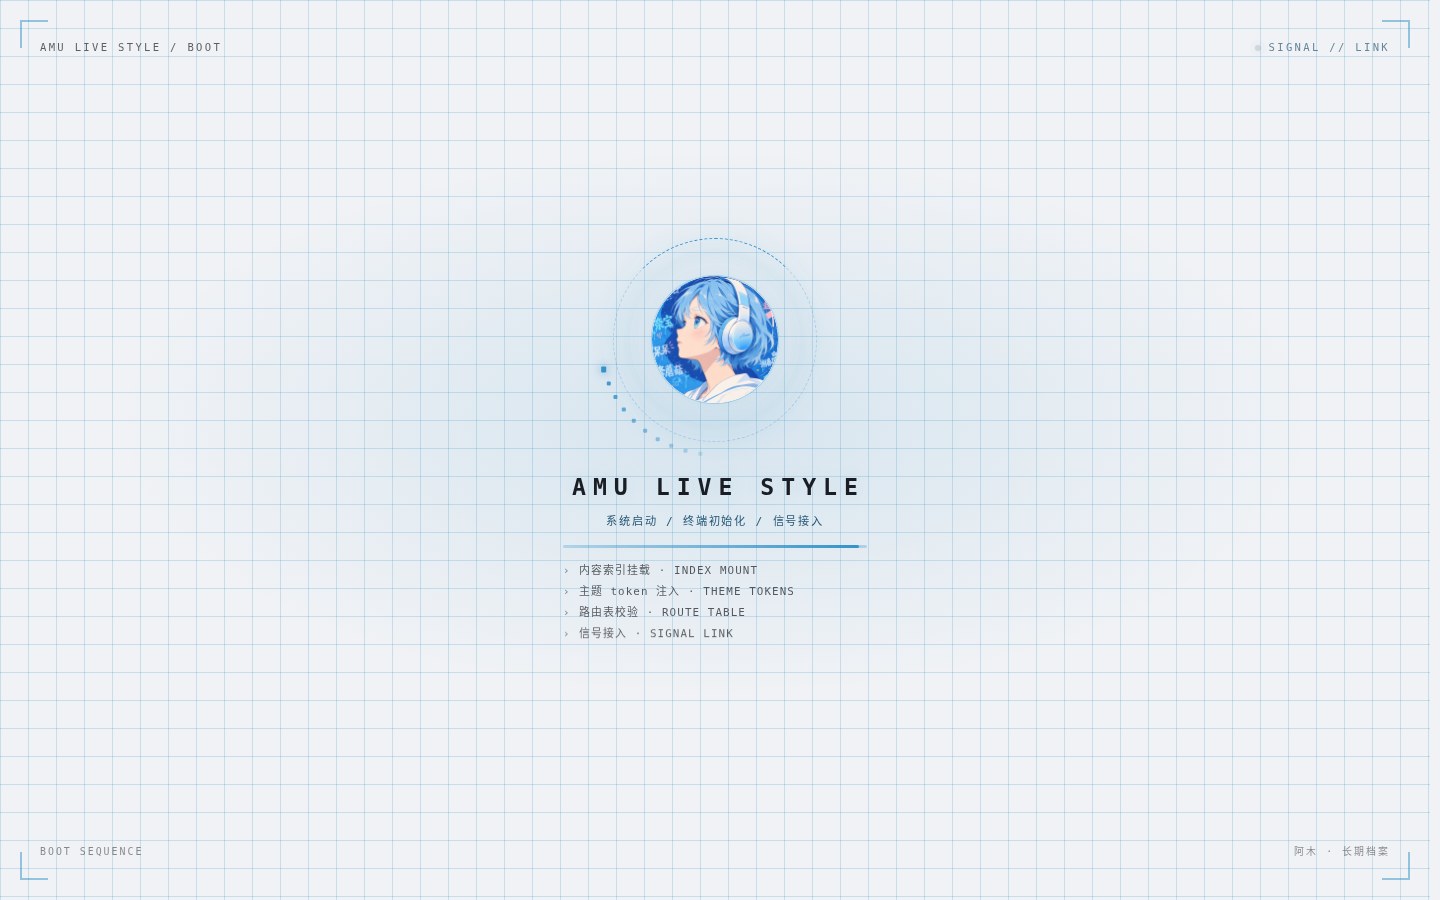 AMU LIVE STYLE / BOOT
SIGNAL // LINK
AMU LIVE STYLE
系统启动 / 终端初始化 / 信号接入
› 内容索引挂载 · INDEX MOUNT
› 主题 token 注入 · THEME TOKENS
› 路由表校验 · ROUTE TABLE
› 信号接入 · SIGNAL LINK
BOOT SEQUENCE
阿木 · 长期档案